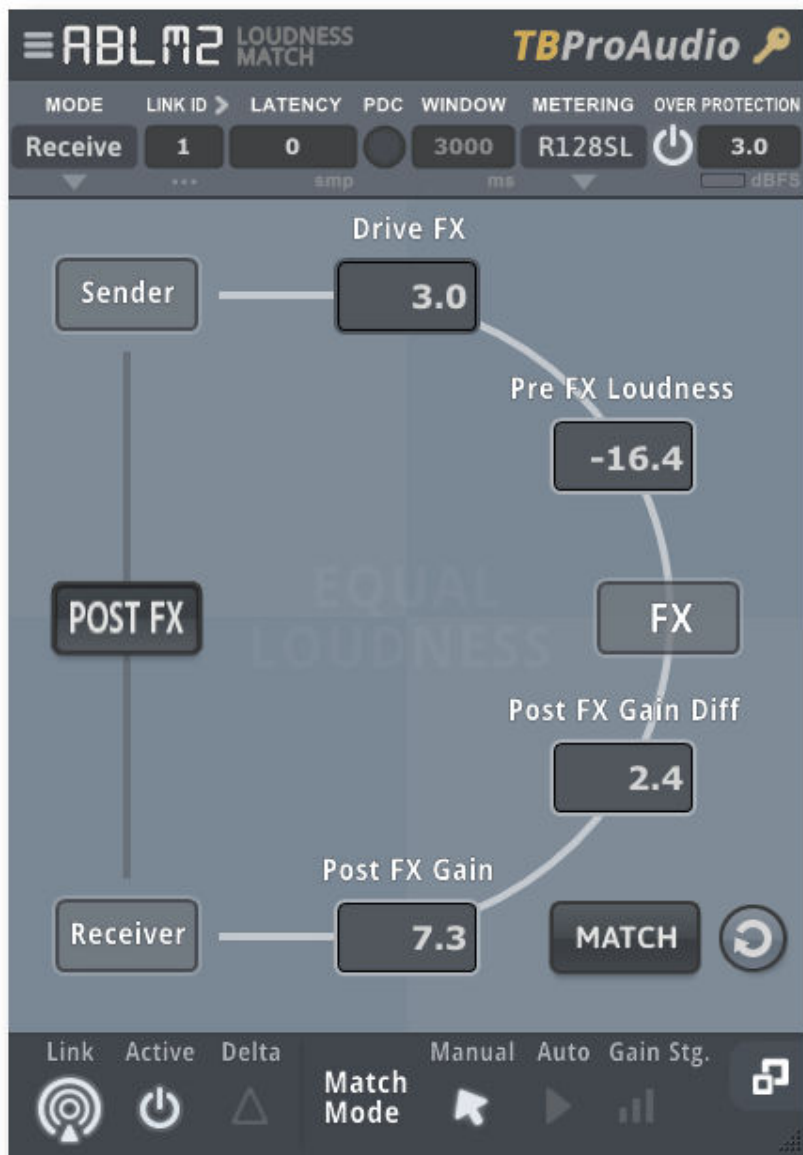 ABLM2 LOUDNESS MATCH TBProAudio
MODE LINK ID LATENCY PDC WINDOW METERING OVER PROTECTION
Receive 1 0 3000 R128SL 3.0
... smp ms dBFS
Drive FX
Sender 3.0
Pre FX Loudness
-16.4
EQUAL
LOUDNESS
POST FX FX
Post FX Gain Diff
2.4
Post FX Gain
Receiver 7.3 MATCH
Link Active Delta Match Mode Manual Auto Gain Stg.